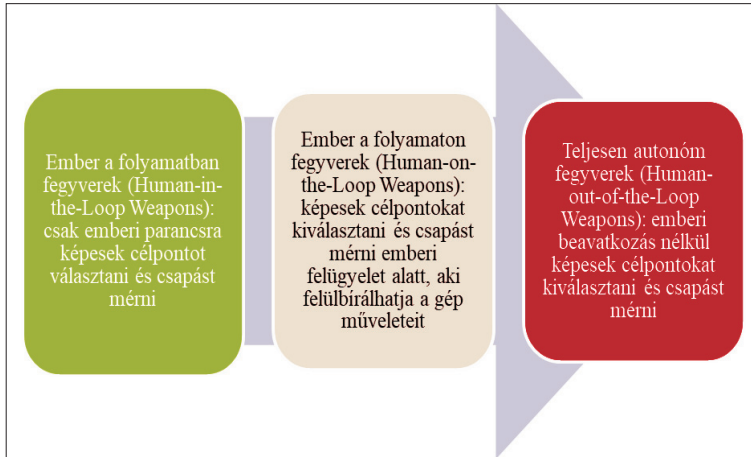 Ember a folyamatban
fegyverek (Human-in-
the-Loop Weapons):
csak emberi parancsra
képesek célpontot
választani és csapást
mérni
Ember a folyamaton
fegyverek (Human-on-
the-Loop Weapons):
képesek célpontokat
kiválasztani és csapást
mérni emberi
felügyelet alatt, aki
felülbírálhatja a gép
műveleteit
Teljesen autonóm
fegyverek (Human-
out-of-the-Loop
Weapons): emberi
beavatkozás nélkül
képesek célpontokat
kiválasztani és csapást
mérni